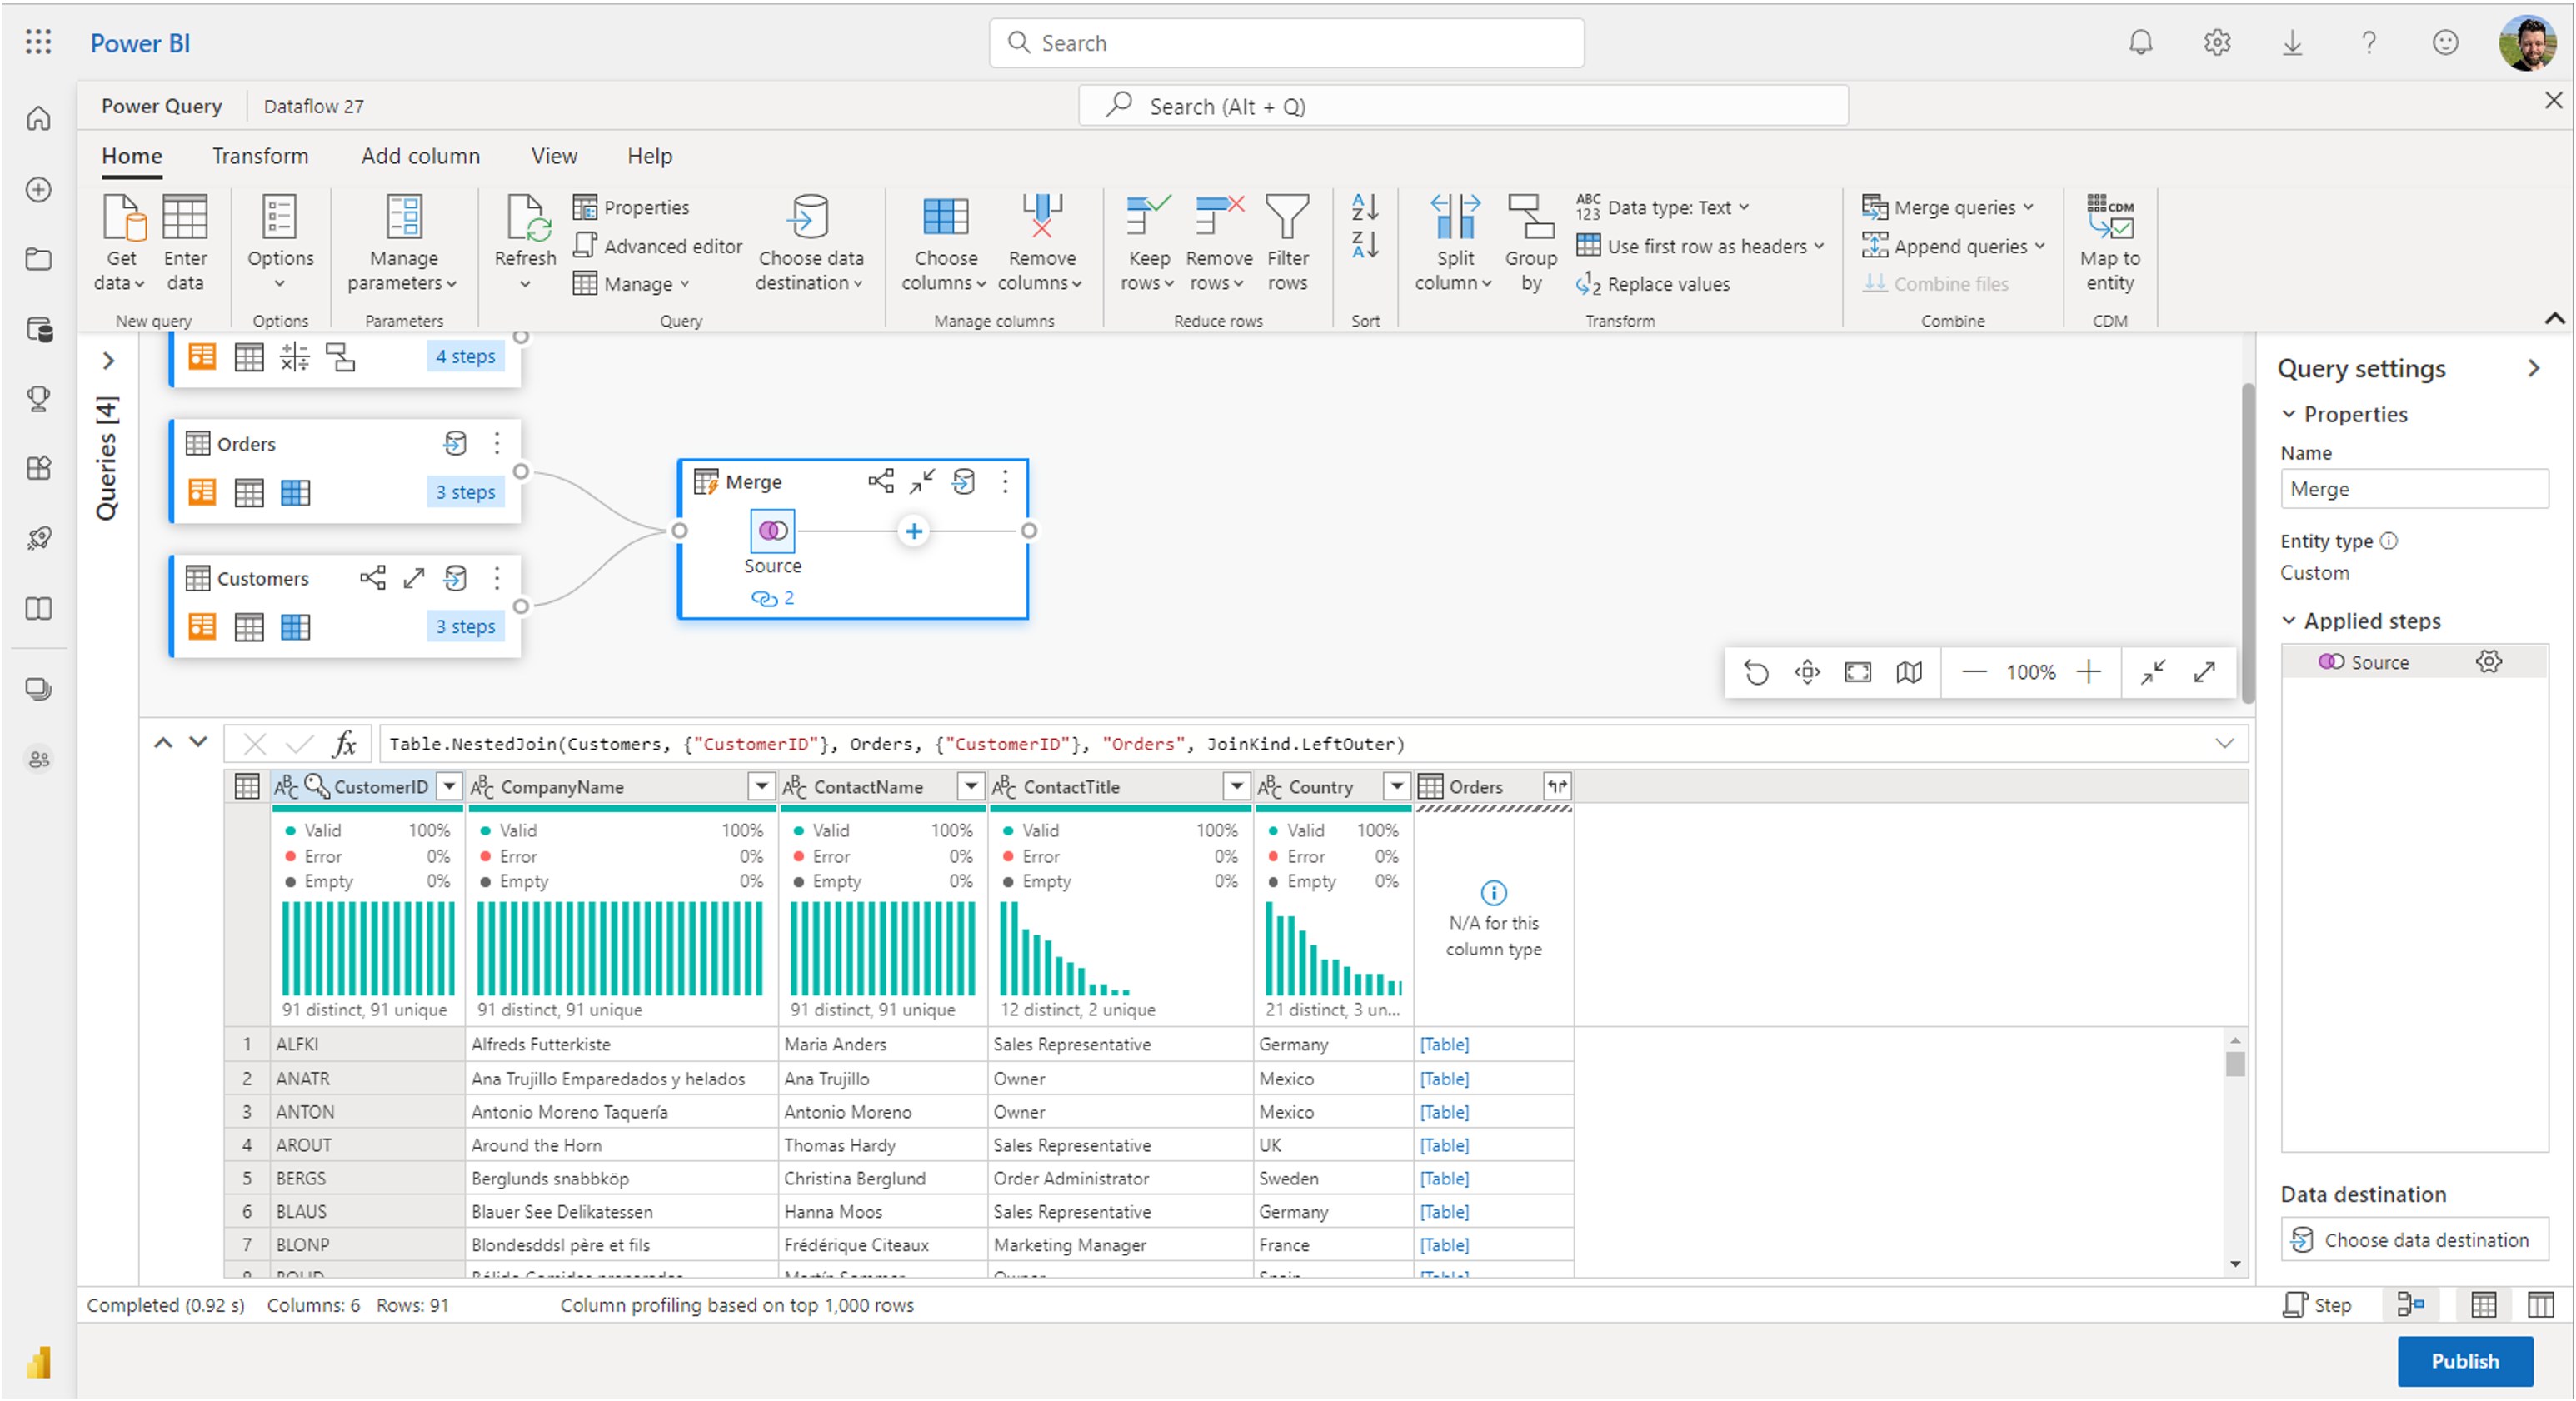 Power BI
Search
Power Query
Dataflow 27
Search (Alt + Q)
Home
Transform
Add column
View
Help
Get data
Enter data
New query
Options
Options
Manage parameters
Parameters
Refresh
Properties
Advanced editor
Manage
Choose data destination
Query
Choose columns
Remove columns
Manage columns
Keep rows
Remove rows
Filter rows
Reduce rows
Sort
Split column
Group by
Data type: Text
Use first row as headers
Replace values
Transform
Merge queries
Append queries
Combine files
Combine
CDM
Map to entity
CDM
Queries [4]
4 steps
Orders
3 steps
Customers
3 steps
Merge
Source
2
100%
Query settings
Properties
Name
Merge
Entity type
Custom
Applied steps
Source
Data destination
Choose data destination
fx Table.NestedJoin(Customers, {"CustomerID"}, Orders, {"CustomerID"}, "Orders", JoinKind.LeftOuter)
CustomerID CompanyName ContactName ContactTitle Country Orders
Valid 100% Valid 100% Valid 100% Valid 100% Valid 100%
Error 0% Error 0% Error 0% Error 0% Error 0%
Empty 0% Empty 0% Empty 0% Empty 0% Empty 0%
N/A for this
column type
91 distinct, 91 unique 91 distinct, 91 unique 91 distinct, 91 unique 12 distinct, 2 unique 21 distinct, 3 un...
1 ALFKI Alfreds Futterkiste Maria Anders Sales Representative Germany [Table]
2 ANATR Ana Trujillo Emparedados y helados Ana Trujillo Owner Mexico [Table]
3 ANTON Antonio Moreno Taquería Antonio Moreno Owner Mexico [Table]
4 AROUT Around the Horn Thomas Hardy Sales Representative UK [Table]
5 BERGS Berglunds snabbköp Christina Berglund Order Administrator Sweden [Table]
6 BLAUS Blauer See Delikatessen Hanna Moos Sales Representative Germany [Table]
7 BLONP Blondesddsl père et fils Frédérique Citeaux Marketing Manager France [Table]
Completed (0.92 s) Columns: 6 Rows: 91 Column profiling based on top 1,000 rows
Step
Publish